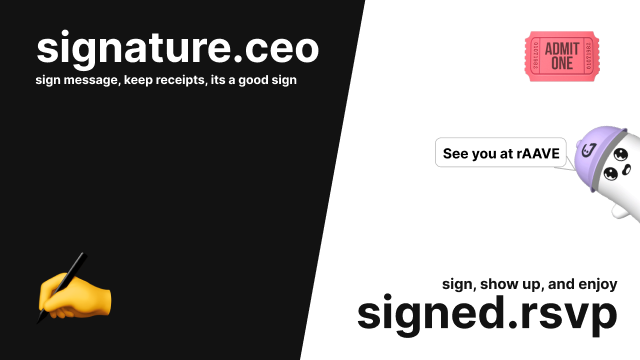 signature.ceo
sign message, keep receipts, its a good sign
ADMIT
ONE
See you at rAAVE
sign, show up, and enjoy
signed.rsvp